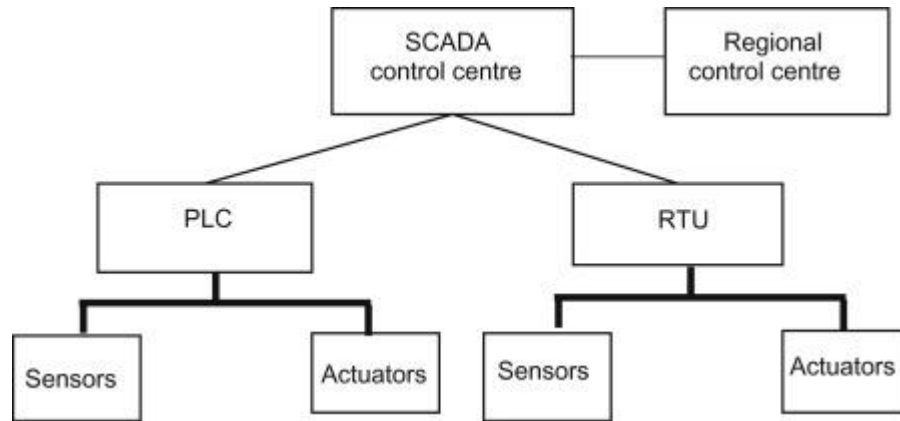 SCADA
control centre
Regional
control centre
PLC
RTU
Sensors
Actuators
Sensors
Actuators